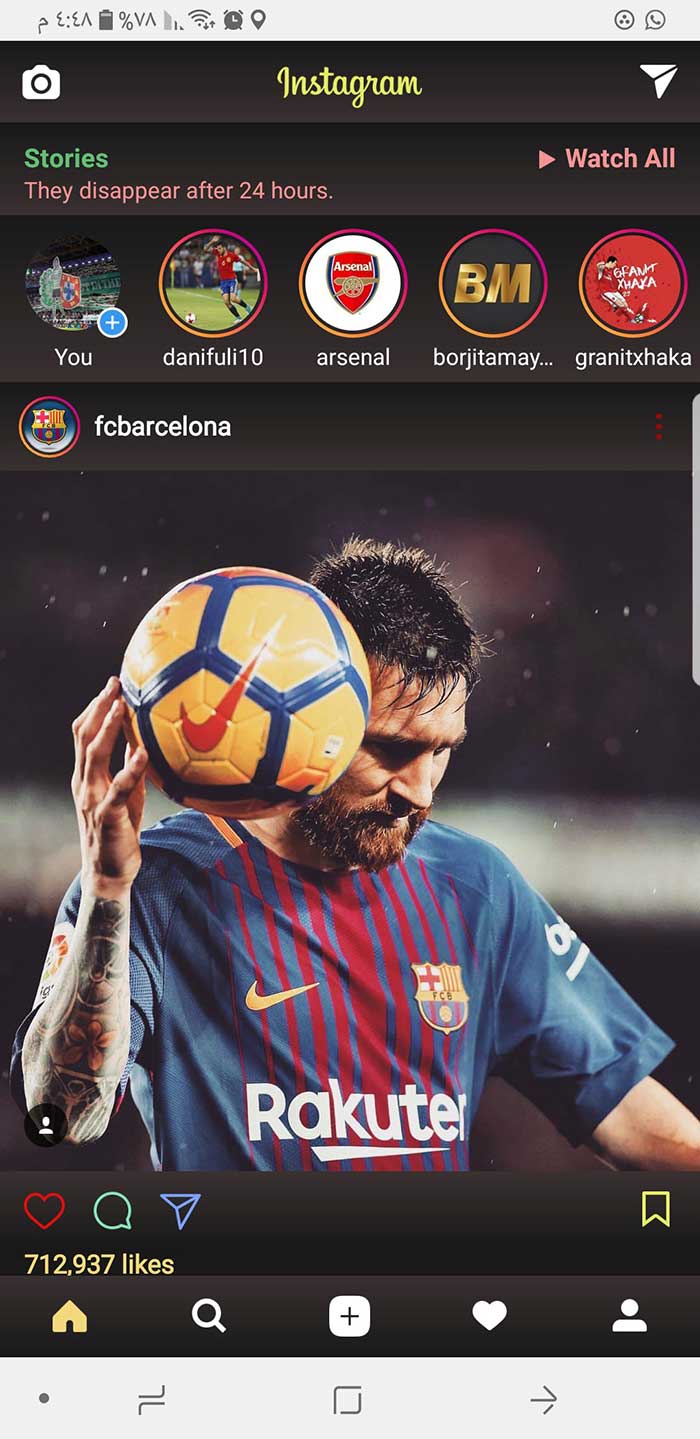 م ٤:٤٨ %٧٨
Instagram
Stories
Watch All
They disappear after 24 hours.
Arsenal
BM
GRANIT
XHAKA
You
danifuli10
arsenal
borjitamay...
granitxhaka
fcbarcelona
FCB
Rakuten
712,937 likes